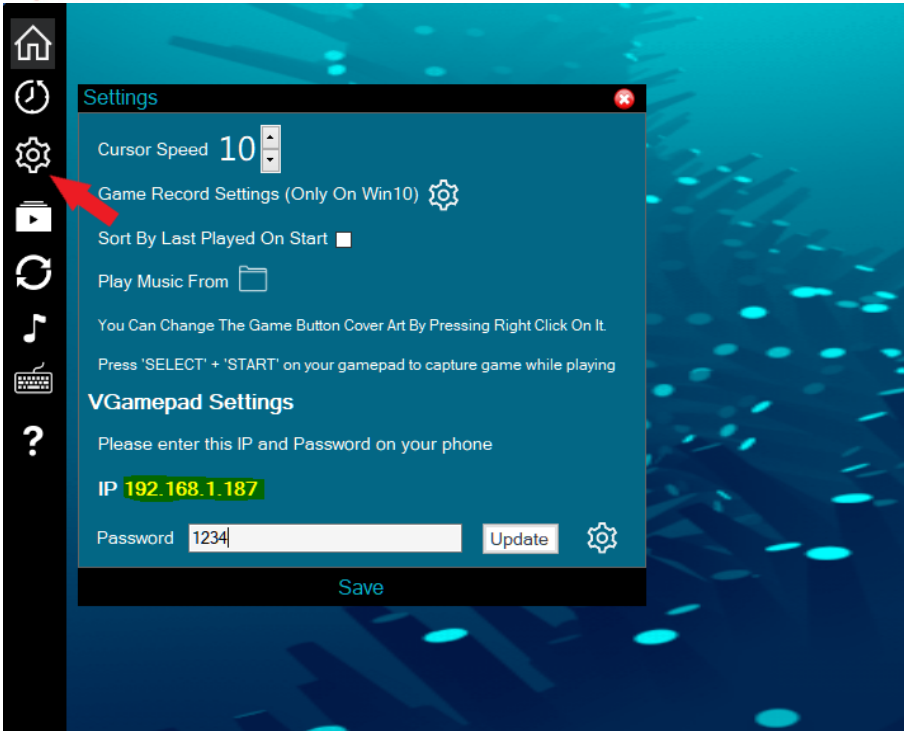 Settings
Cursor Speed 10
Game Record Settings (Only On Win10)
Sort By Last Played On Start
Play Music From
You Can Change The Game Button Cover Art By Pressing Right Click On It.
Press 'SELECT' + 'START' on your gamepad to capture game while playing
VGamepad Settings
Please enter this IP and Password on your phone
IP 192.168.1.187
Password 1234 Update
Save
?